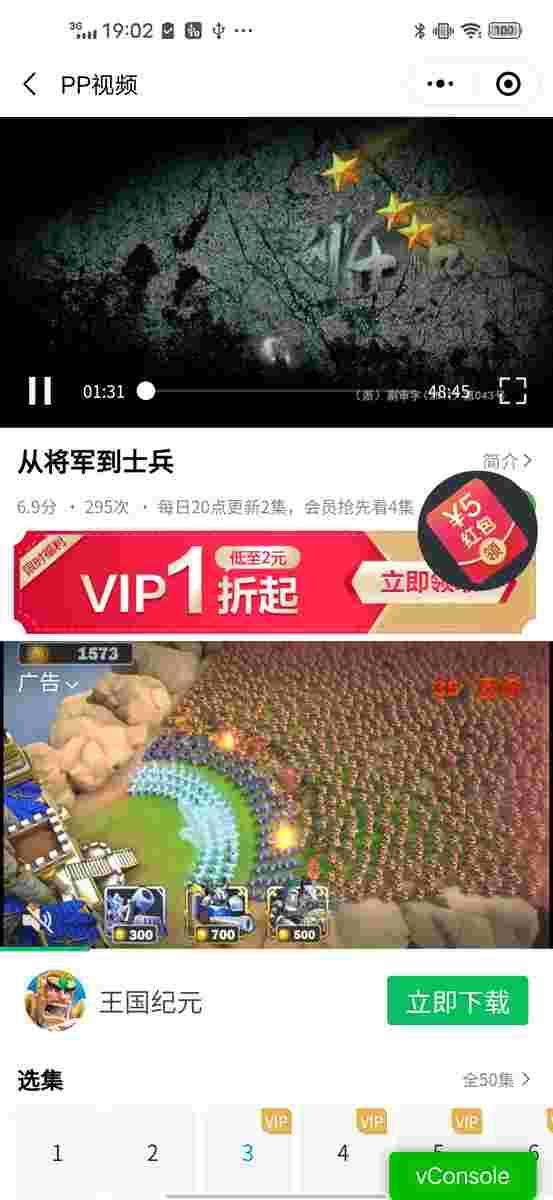 3G 19:02 100
PP视频
01:31
48:45
从将军到士兵
简介
6.9分 · 295次 · 每日20点更新2集，会员抢先看4集
¥5
红包
领
限时福利
VIP1折起
低至2元
立即领
1573
广告
300
700
500
王国纪元
立即下载
选集
全50集
VIP VIP VIP
1 2 3 4 5 6
vConsole